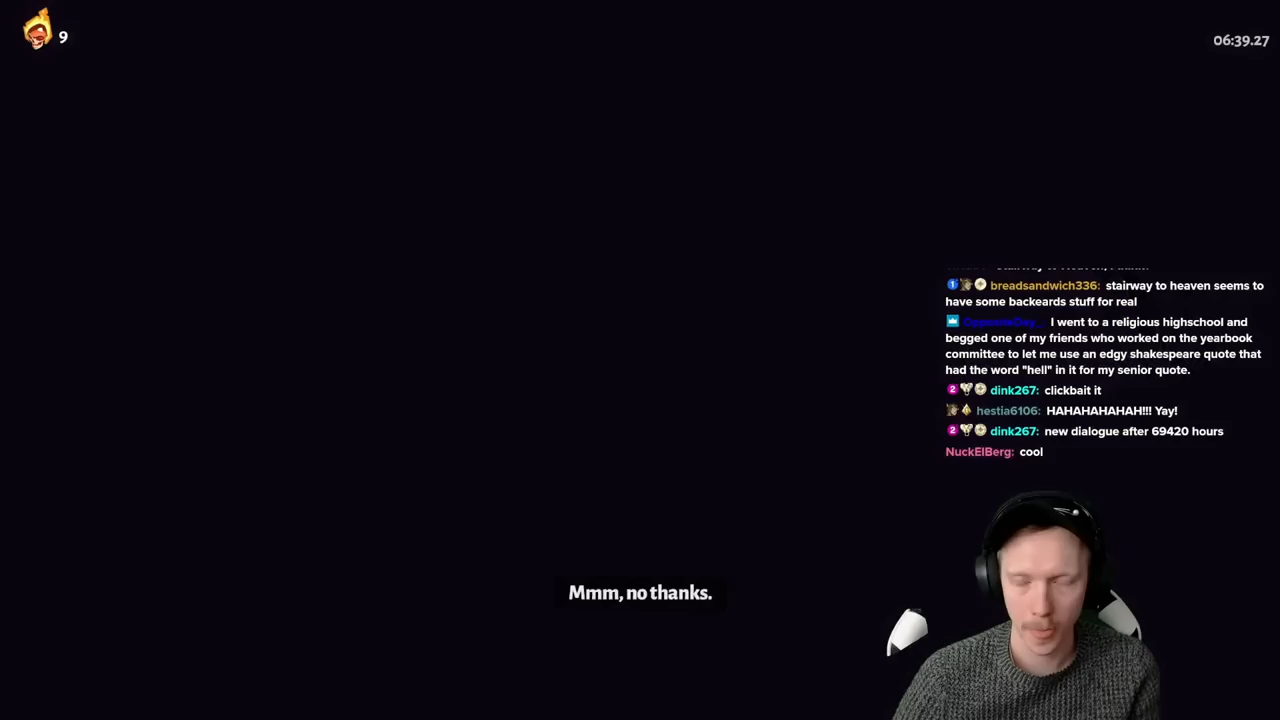 9
06:39.27
breadsandwich336: stairway to heaven seems to
have some backeards stuff for real
I went to a religious highschool and
begged one of my friends who worked on the yearbook
committee to let me use an edgy shakespeare quote that
had the word "hell" in it for my senior quote.
dink267: clickbait it
hestia6106: HAHAHAHAHAH!!! Yay!
dink267: new dialogue after 69420 hours
NuckElBerg: cool
Mmm, no thanks.